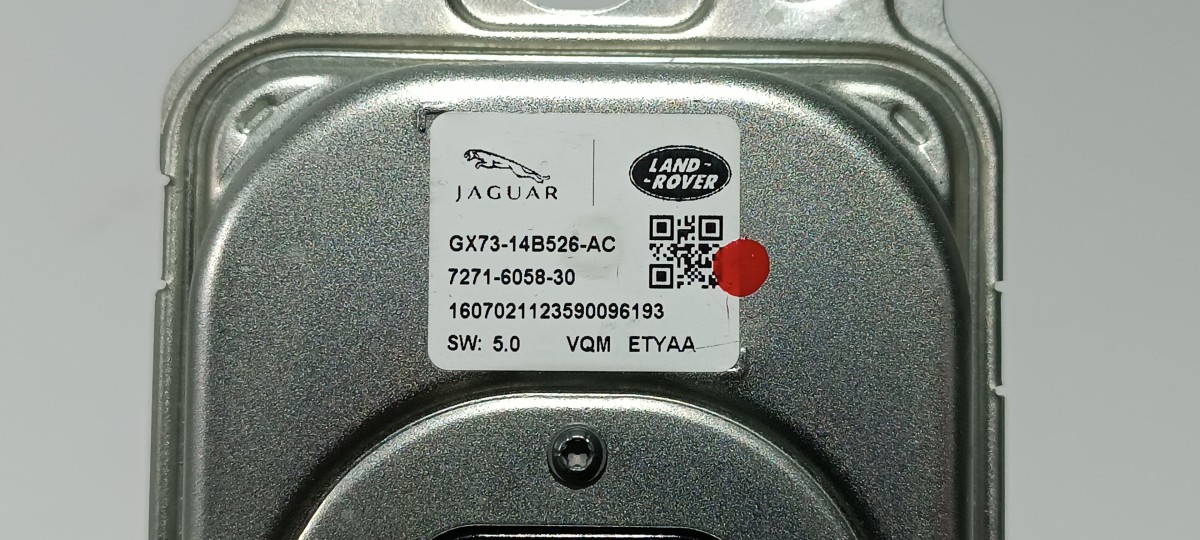 JAGUAR
LAND-
-ROVER
GX73-14B526-AC
7271-6058-30
1607021123590096193
SW: 5.0 VQM ETYAA